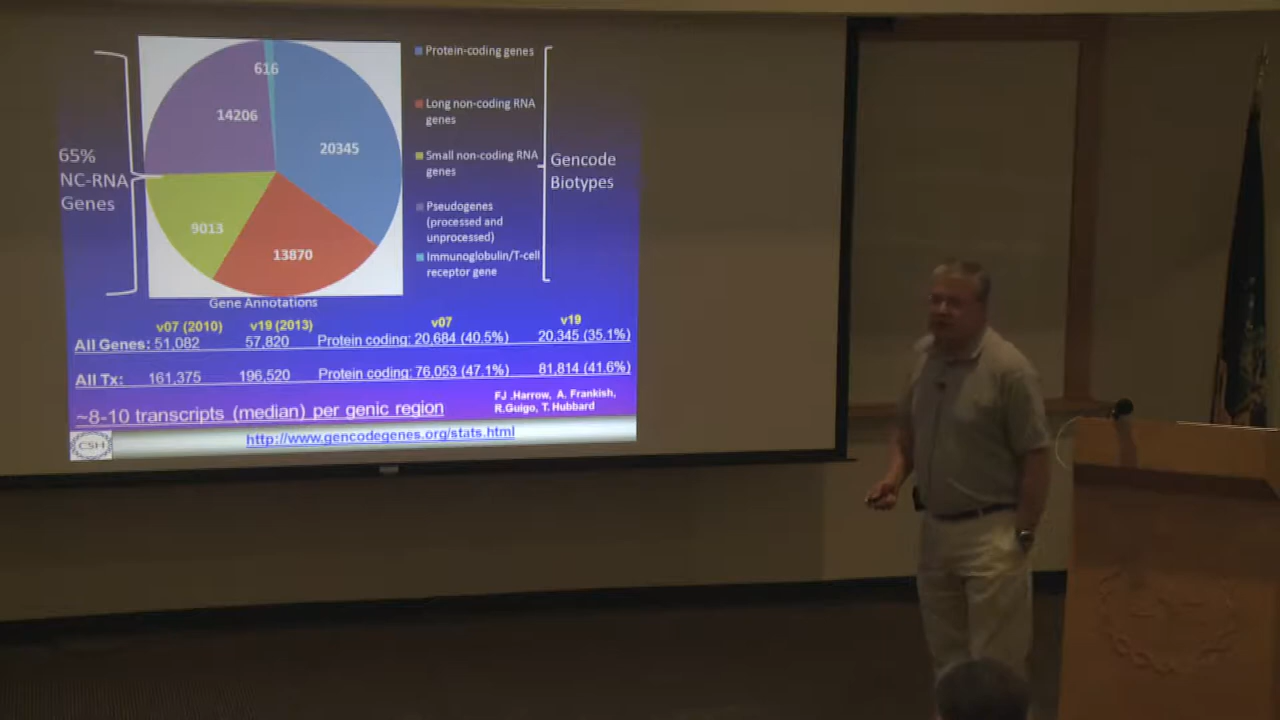 616
14206
20345
9013
13870
65%
NC-RNA
Genes
Protein-coding genes
Long non-coding RNA
genes
Small non-coding RNA
genes
Pseudogenes
(processed and
unprocessed)
Immunoglobulin/T-cell
receptor gene
Gencode
Biotypes
Gene Annotations
v07 (2010) v19 (2013) v07 v19
All Genes: 51,082 57,820 Protein coding: 20,684 (40.5%) 20,345 (35.1%)
All Tx: 161,375 196,520 Protein coding: 76,053 (47.1%) 81,814 (41.6%)
~8-10 transcripts (median) per genic region
FJ .Harrow, A. Frankish,
R.Guigo, T. Hubbard
CSH
http://www.gencodegenes.org/stats.html